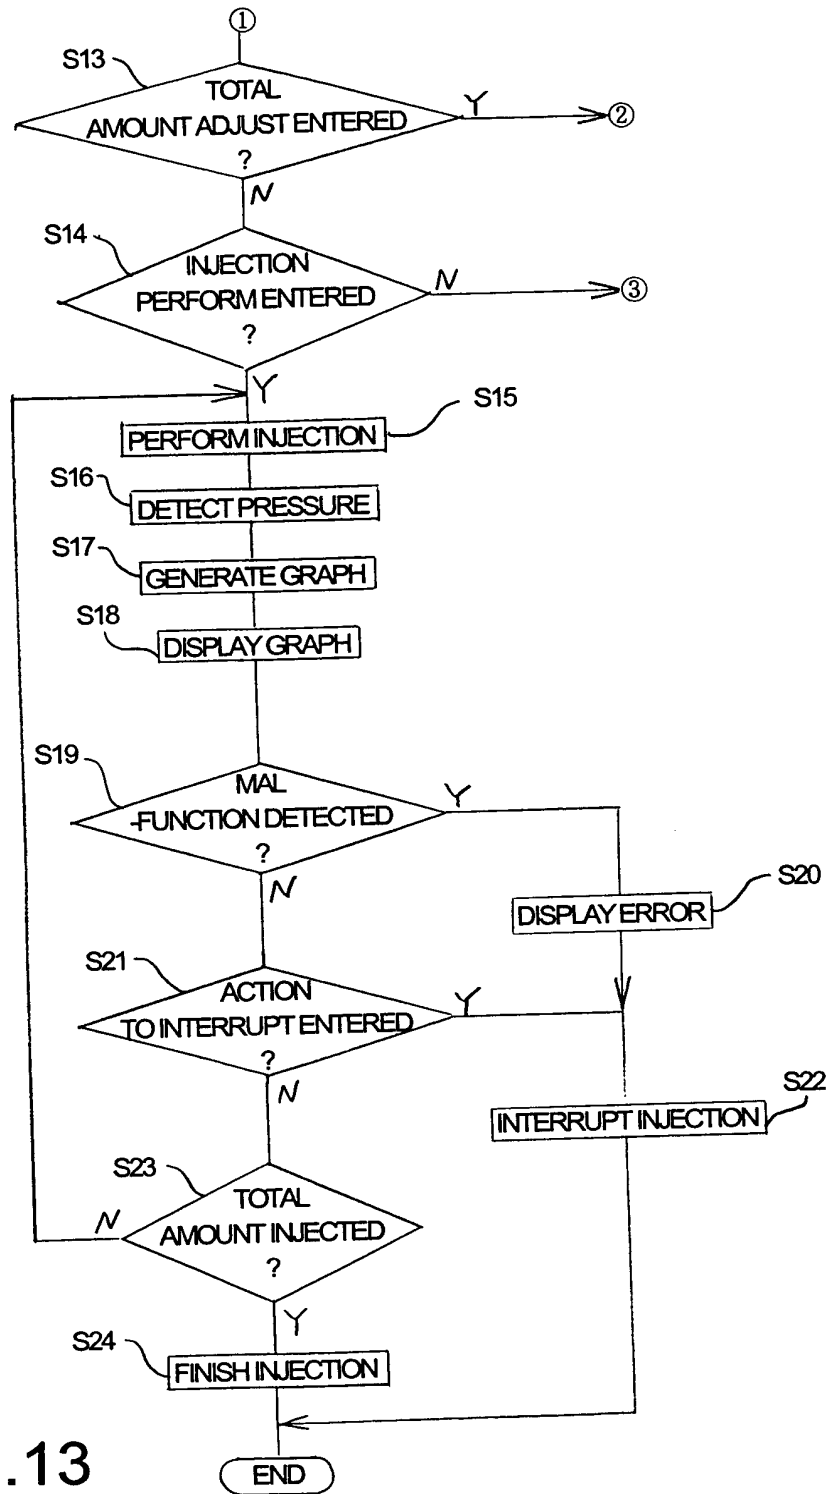 ①
S13
TOTAL
AMOUNT ADJUST ENTERED
?
Y
②
N
S14
INJECTION
PERFORM ENTERED
?
N
③
Y
S15
PERFORM INJECTION
S16
DETECT PRESSURE
S17
GENERATE GRAPH
S18
DISPLAY GRAPH
S19
MAL
-FUNCTION DETECTED
?
Y
N
S20
DISPLAY ERROR
S21
ACTION
TO INTERRUPT ENTERED
?
Y
N
S22
INTERRUPT INJECTION
S23
TOTAL
AMOUNT INJECTED
?
N
Y
S24
FINISH INJECTION
END
.13